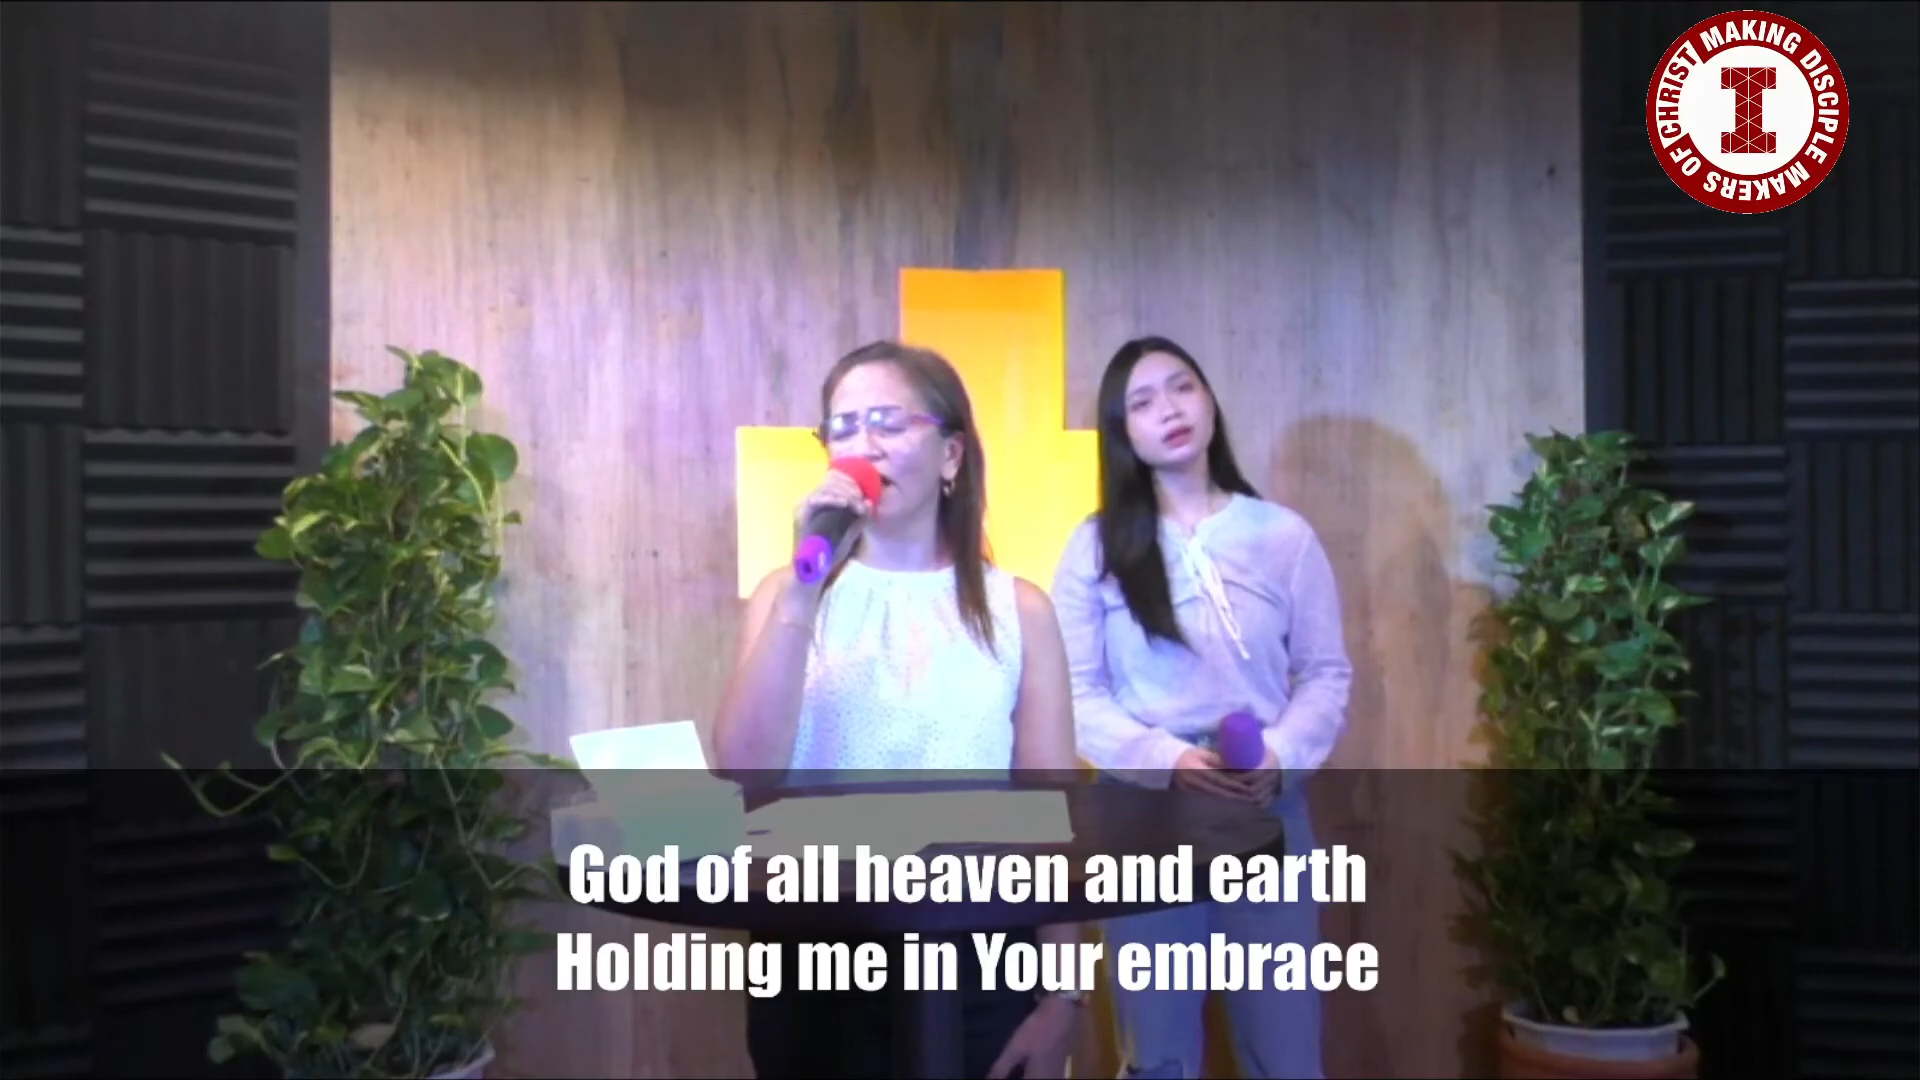 MAKING DISCIPLE MAKERS OF CHRIST
I
God of all heaven and earth
Holding me in Your embrace